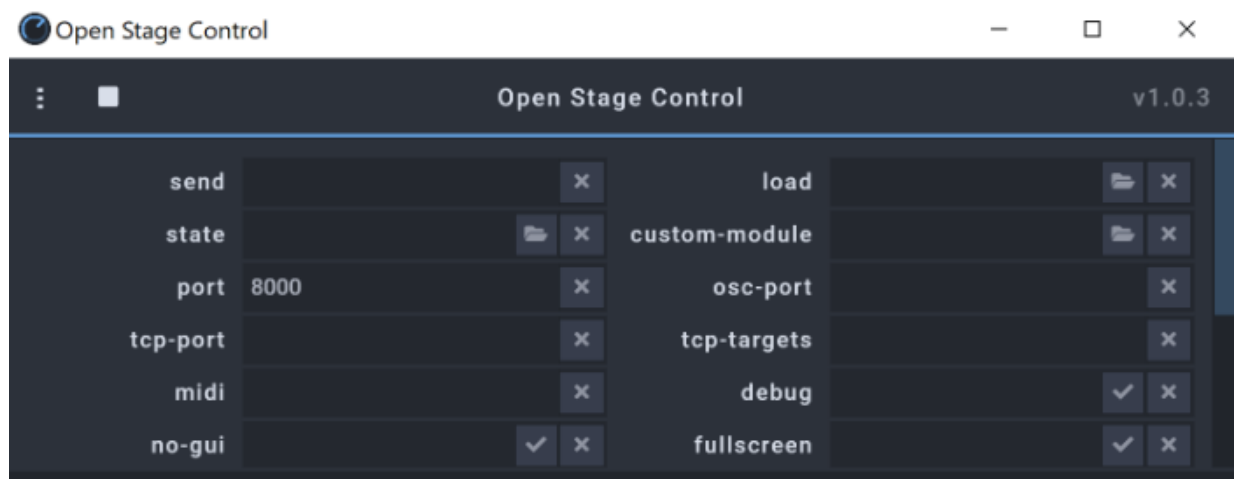 Open Stage Control
Open Stage Control v1.0.3
send load
state custom-module
port 8000 osc-port
tcp-port tcp-targets
midi debug
no-gui fullscreen